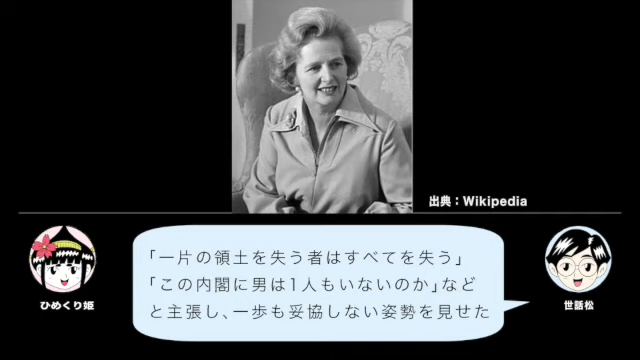 出典：Wikipedia
「一片の領土を失う者はすべてを失う」
「この内閣に男は1人もいないのか」など
と主張し、一歩も妥協しない姿勢を見せた
ひめくり姫
世話松